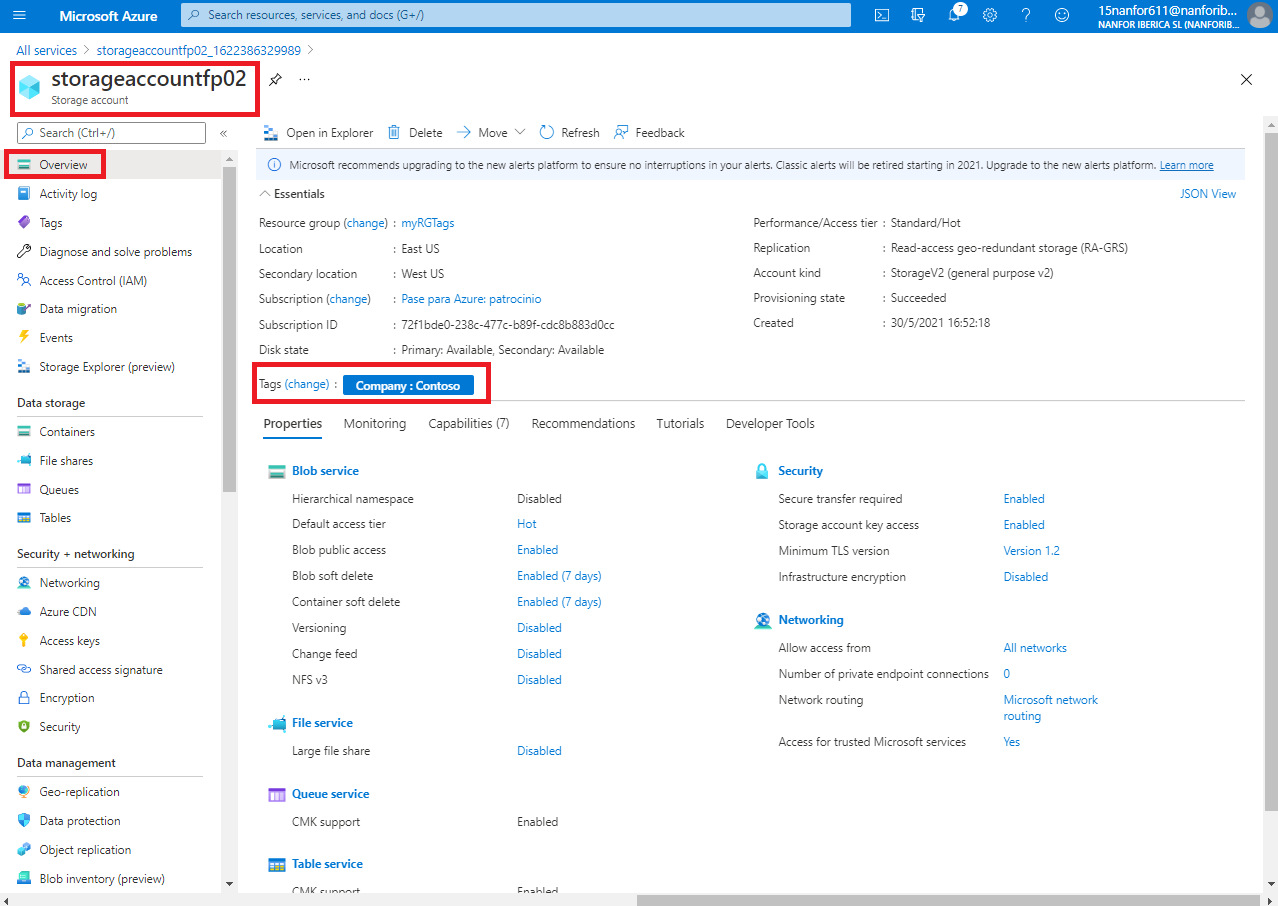 Microsoft Azure
Search resources, services, and docs (G+/)
7
15nanfor611@nanforib...
NANFOR IBERICA SL (NANFORIB...
All services > storageaccountfp02_1622386329989 >
storageaccountfp02
Storage account
Search (Ctrl+/)
«
Overview
Activity log
Tags
Diagnose and solve problems
Access Control (IAM)
Data migration
Events
Storage Explorer (preview)
Data storage
Containers
File shares
Queues
Tables
Security + networking
Networking
Azure CDN
Access keys
Shared access signature
Encryption
Security
Data management
Geo-replication
Data protection
Object replication
Blob inventory (preview)
Open in Explorer Delete Move Refresh Feedback
Microsoft recommends upgrading to the new alerts platform to ensure no interruptions in your alerts. Classic alerts will be retired starting in 2021. Upgrade to the new alerts platform. Learn more
Essentials
JSON View
Resource group (change) : myRGTags
Location : East US
Secondary location : West US
Subscription (change) : Pase para Azure: patrocinio
Subscription ID : 72f1bde0-238c-477c-b89f-cdc8b883d0cc
Disk state : Primary: Available, Secondary: Available
Performance/Access tier : Standard/Hot
Replication : Read-access geo-redundant storage (RA-GRS)
Account kind : StorageV2 (general purpose v2)
Provisioning state : Succeeded
Created : 30/5/2021 16:52:18
Tags (change) : Company : Contoso
Properties Monitoring Capabilities (7) Recommendations Tutorials Developer Tools
Blob service
Hierarchical namespace Disabled
Default access tier Hot
Blob public access Enabled
Blob soft delete Enabled (7 days)
Container soft delete Enabled (7 days)
Versioning Disabled
Change feed Disabled
NFS v3 Disabled
File service
Large file share Disabled
Queue service
CMK support Enabled
Table service
CMK support Enabled
Security
Secure transfer required Enabled
Storage account key access Enabled
Minimum TLS version Version 1.2
Infrastructure encryption Disabled
Networking
Allow access from All networks
Number of private endpoint connections 0
Network routing Microsoft network
routing
Access for trusted Microsoft services Yes